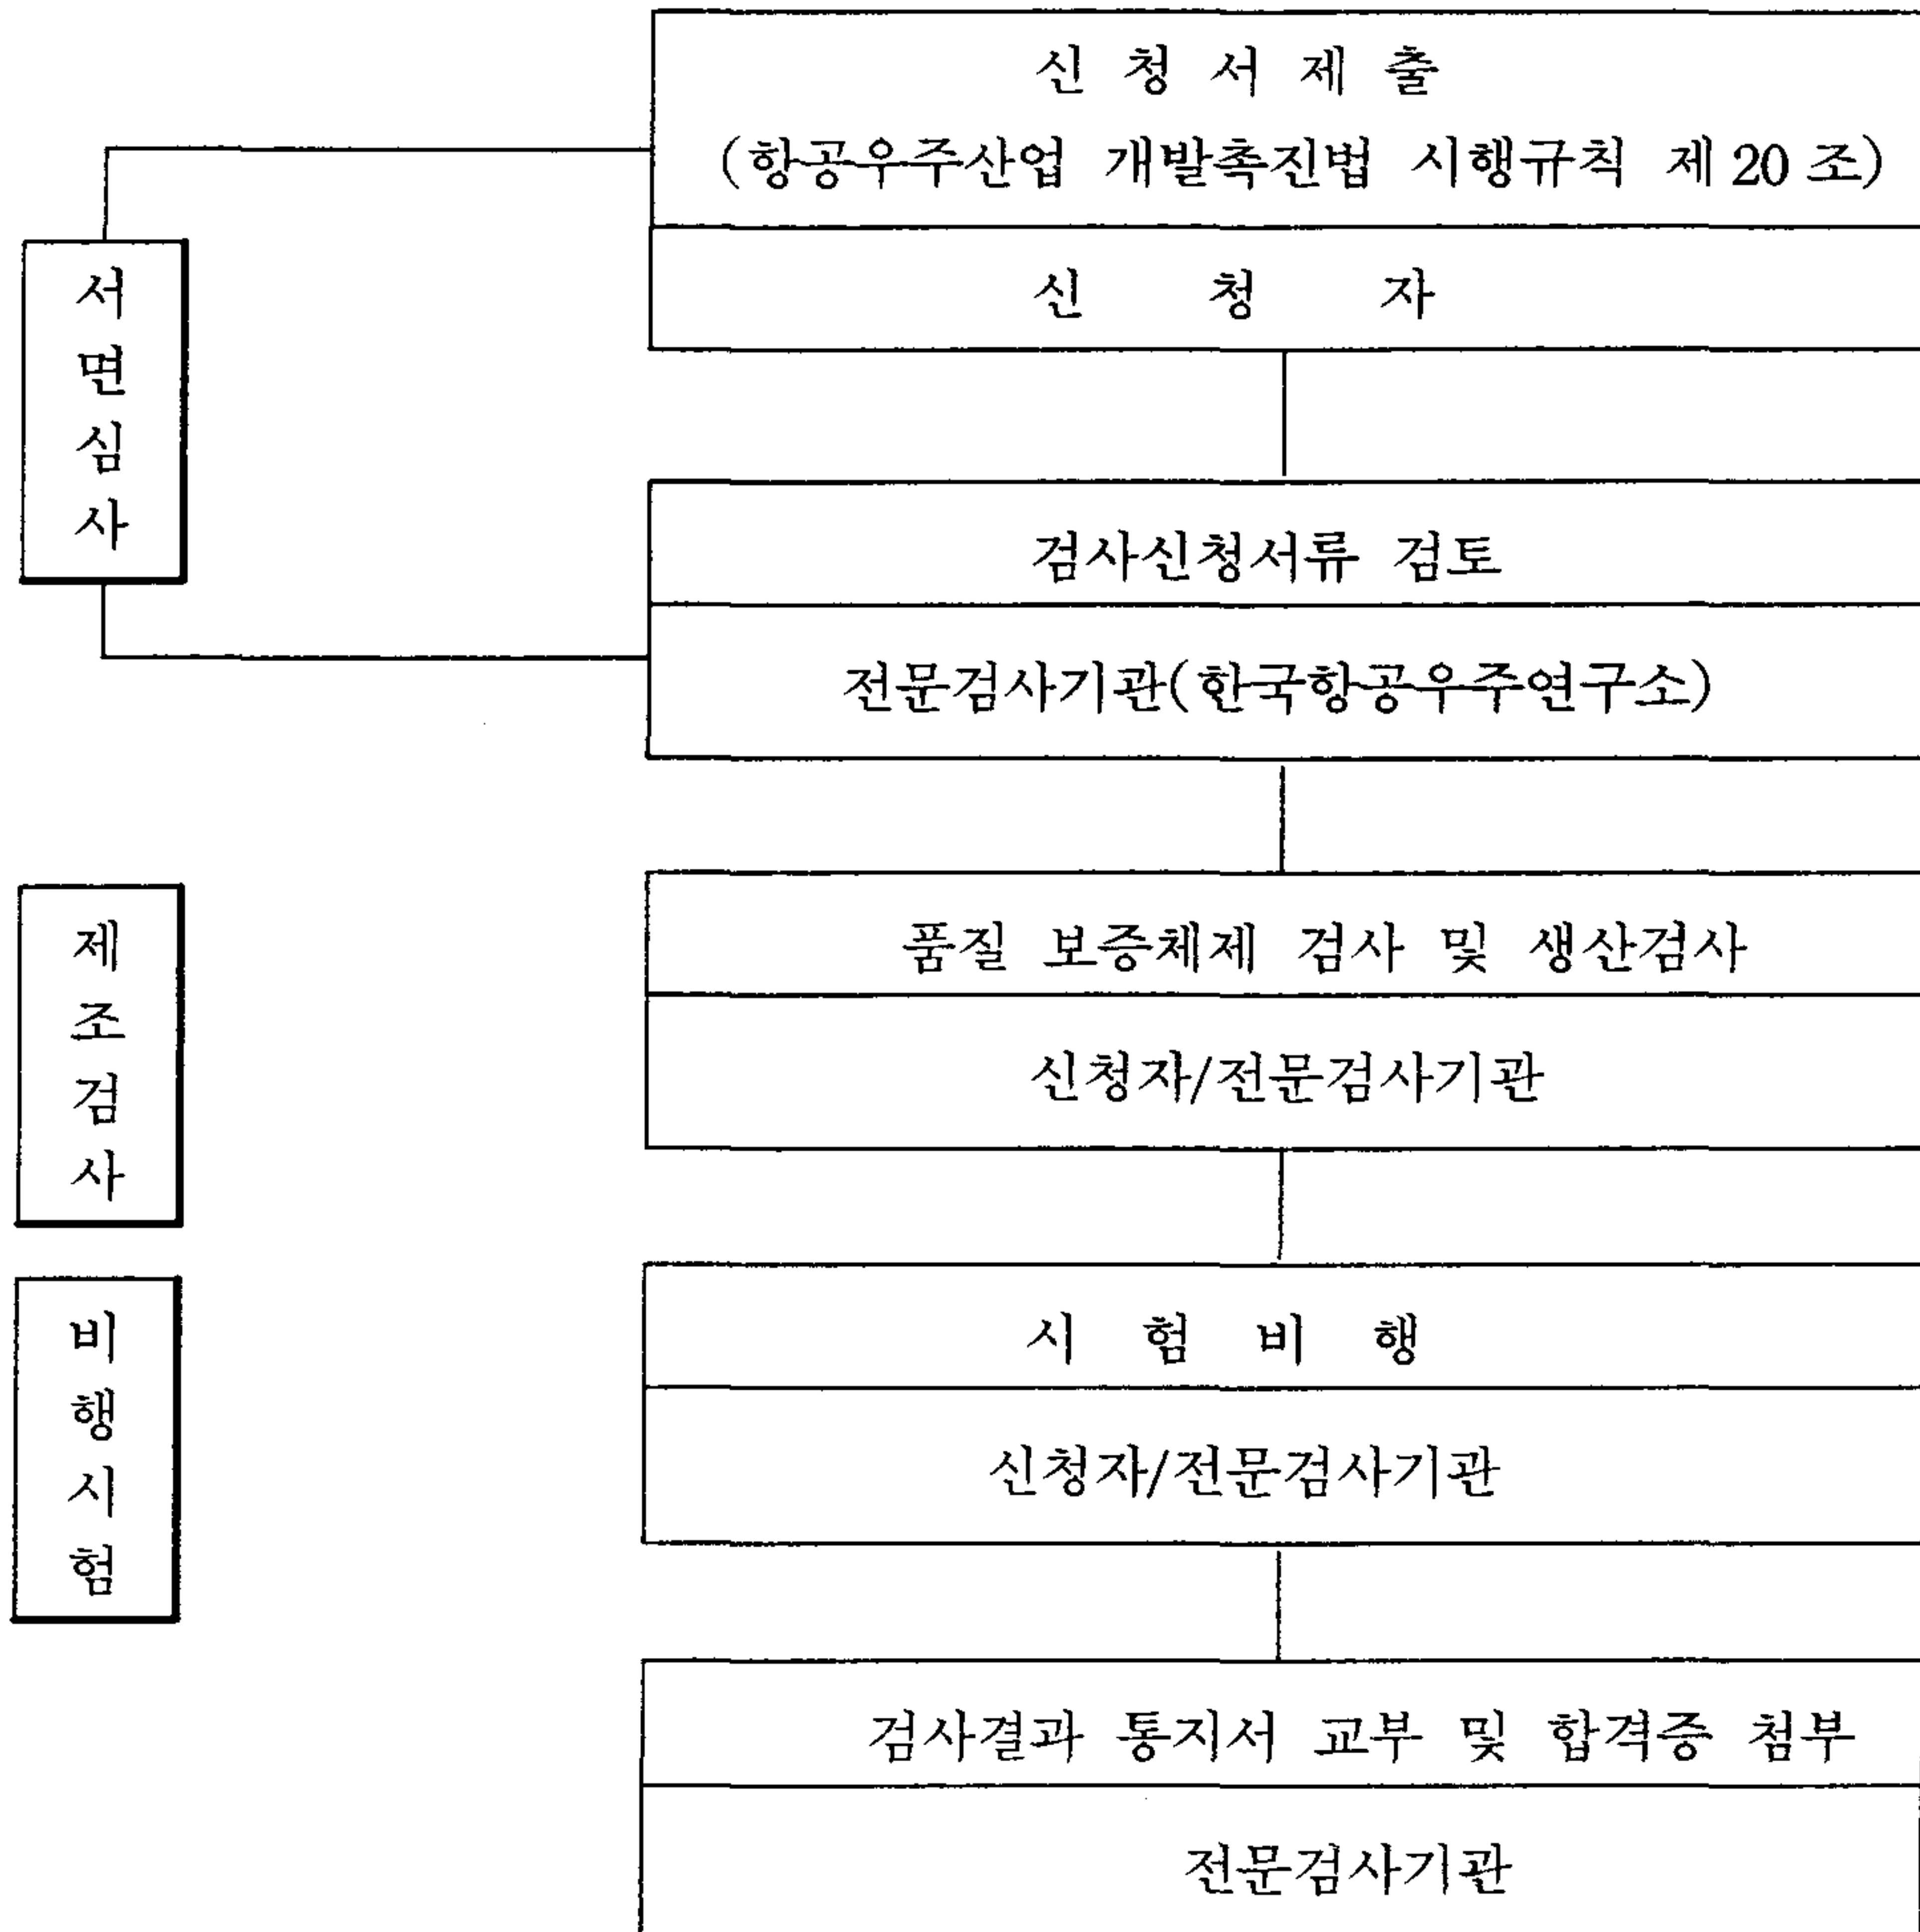 신 청 서 제 출
(항공우주산업 개발촉진법 시행규칙 제 20 조)
신 청 자
서
면
심
사
검사신청서류 검토
전문검사기관(한국항공우주연구소)
제
조
검
사
품질 보증체제 검사 및 생산검사
신청자/전문검사기관
비
행
시
험
시 험 비 행
신청자/전문검사기관
검사결과 통지서 교부 및 합격증 첨부
전문검사기관